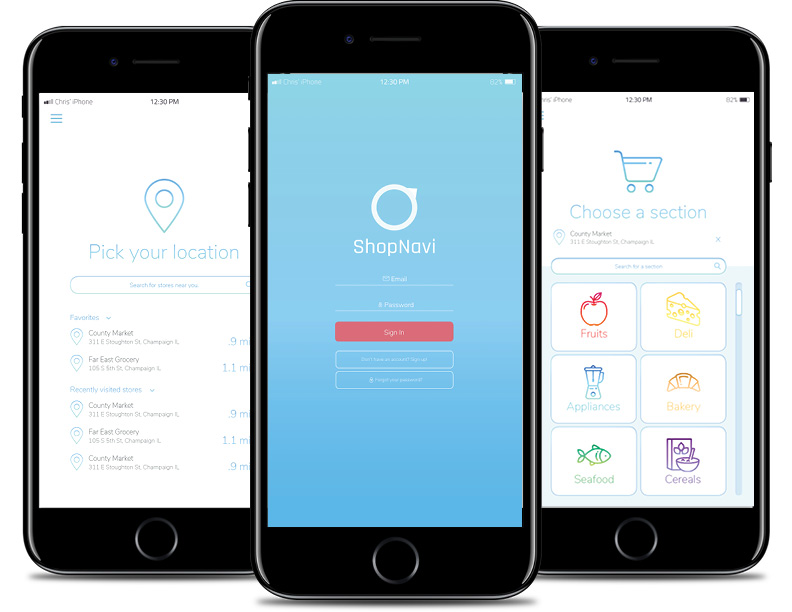 Chris' iPhone
12:30 PM
Pick your location
Search for stores near you
Favorites
County Market
311 E Stoughton St, Champaign IL
.9 mi
Far East Grocery
105 S 5th St, Champaign IL
1.1 mi
Recently visited stores
County Market
311 E Stoughton St, Champaign IL
.9 mi
Far East Grocery
105 S 5th St, Champaign IL
1.1 mi
County Market
311 E Stoughton St, Champaign IL
.9 mi
Chris' iPhone
12:30 PM
82%
ShopNavi
Email
Password
Sign In
Don't have an account? Sign up!
Forgot your password?
iPhone
12:30 PM
82%
Choose a section
County Market
311 E Stoughton St, Champaign IL
X
Search for a section
Fruits
Deli
Appliances
Bakery
Seafood
Cereals